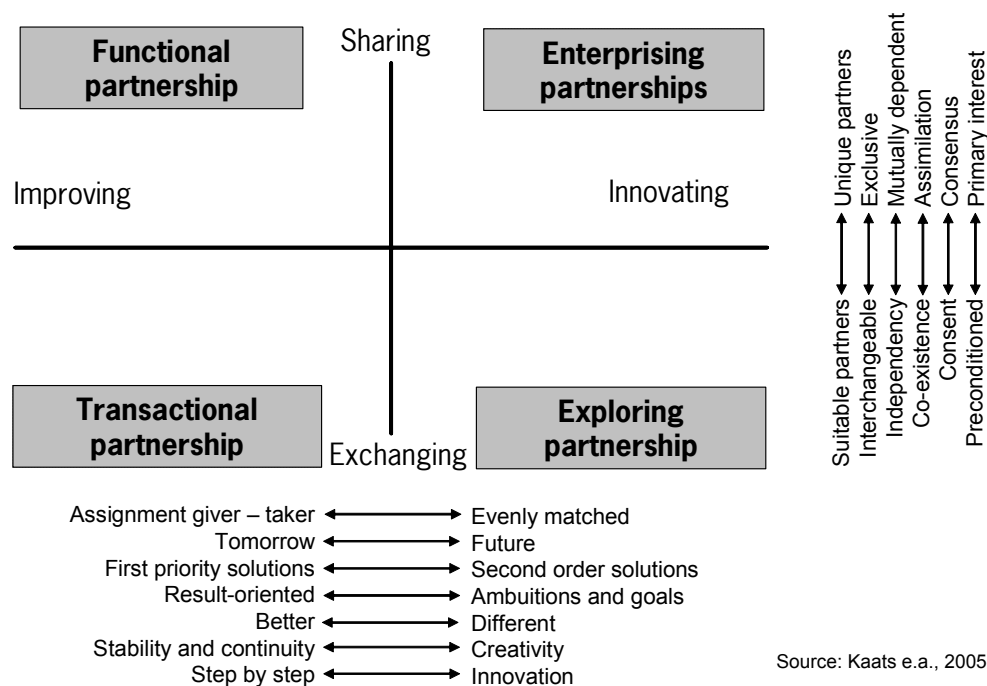 Functional
partnership
Sharing
Enterprising
partnerships
Improving
Innovating
Transactional
partnership
Exchanging
Exploring
partnership
Unique partners
Exclusive
Mutually dependent
Assimilation
Consensus
Primary interest
Suitable partners
Interchangeable
Independency
Co-existence
Consent
Preconditioned
Assignment giver – taker
Evenly matched
Tomorrow
Future
First priority solutions
Second order solutions
Result-oriented
Ambuitions and goals
Better
Different
Stability and continuity
Creativity
Step by step
Innovation
Source: Kaats e.a., 2005